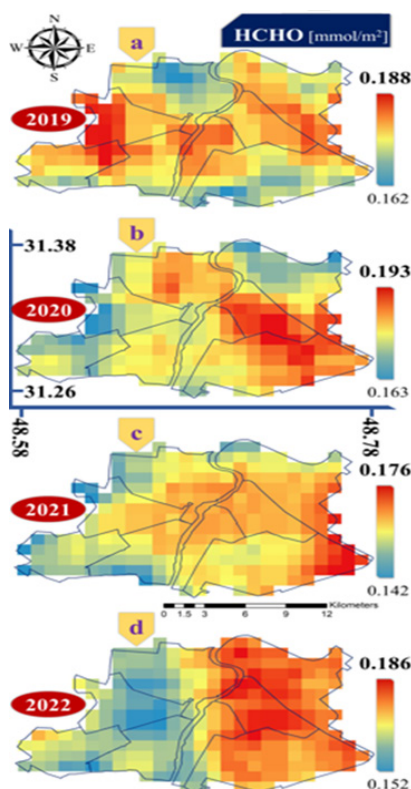 N
W E
S
a
HCHO [mmol/m²]
2019
0.188
0.162
b
31.38
2020
0.193
0.163
31.26
48.58
48.78
c
2021
0.176
0.142
Kilometers
0 1.5 3 6 9 12
d
2022
0.186
0.152